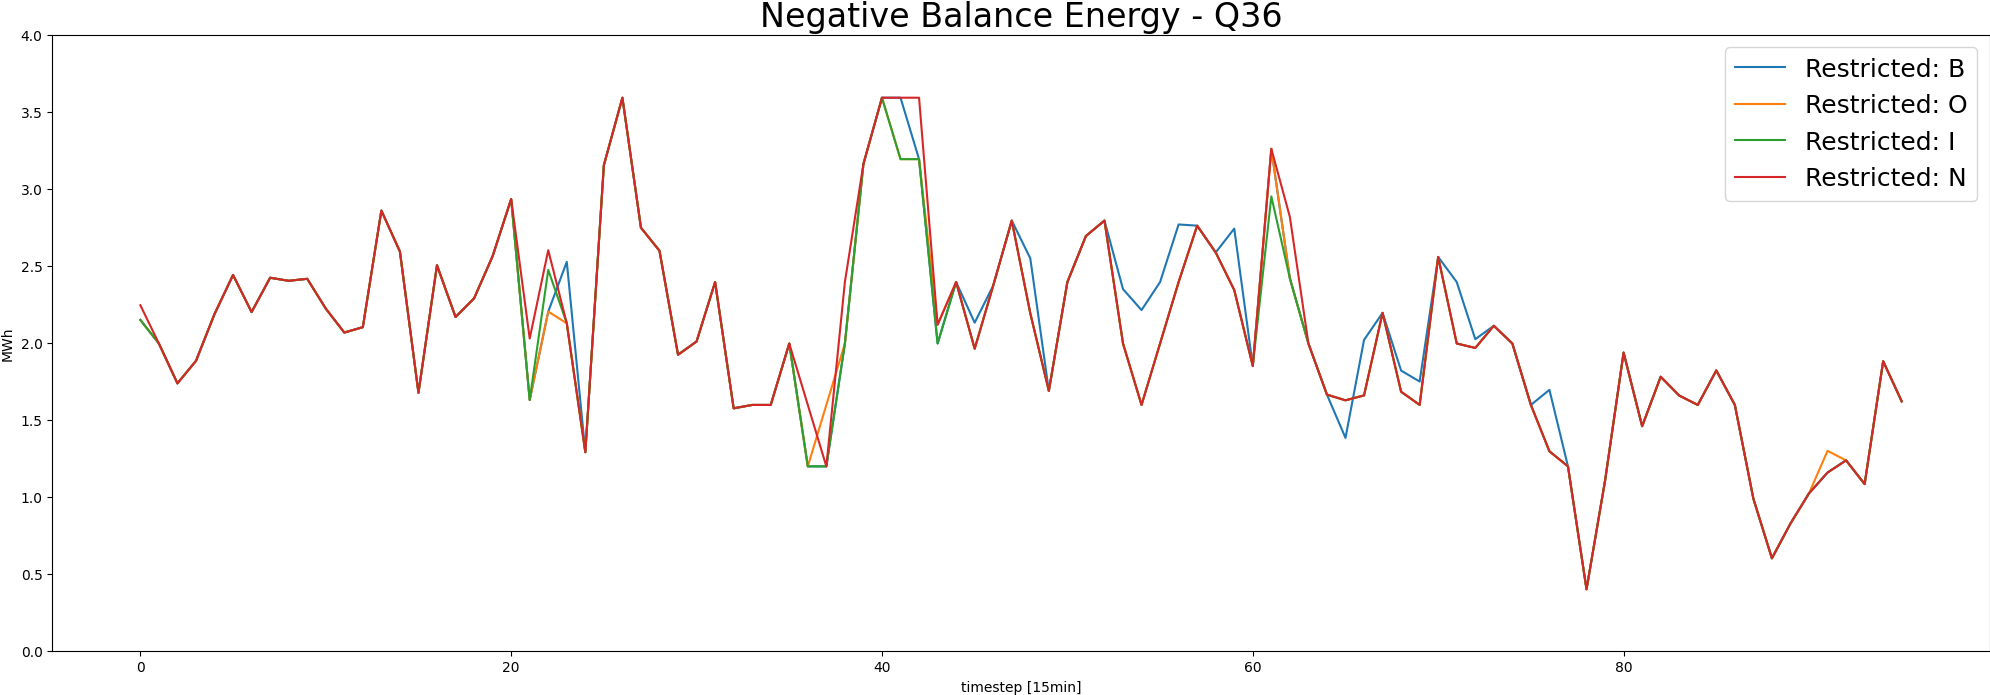 Negative Balance Energy - Q36
4.0
3.5
3.0
2.5
2.0
1.5
1.0
0.5
0.0
MWh
Restricted: B
Restricted: O
Restricted: I
Restricted: N
0 20 40 60 80
timestep [15min]